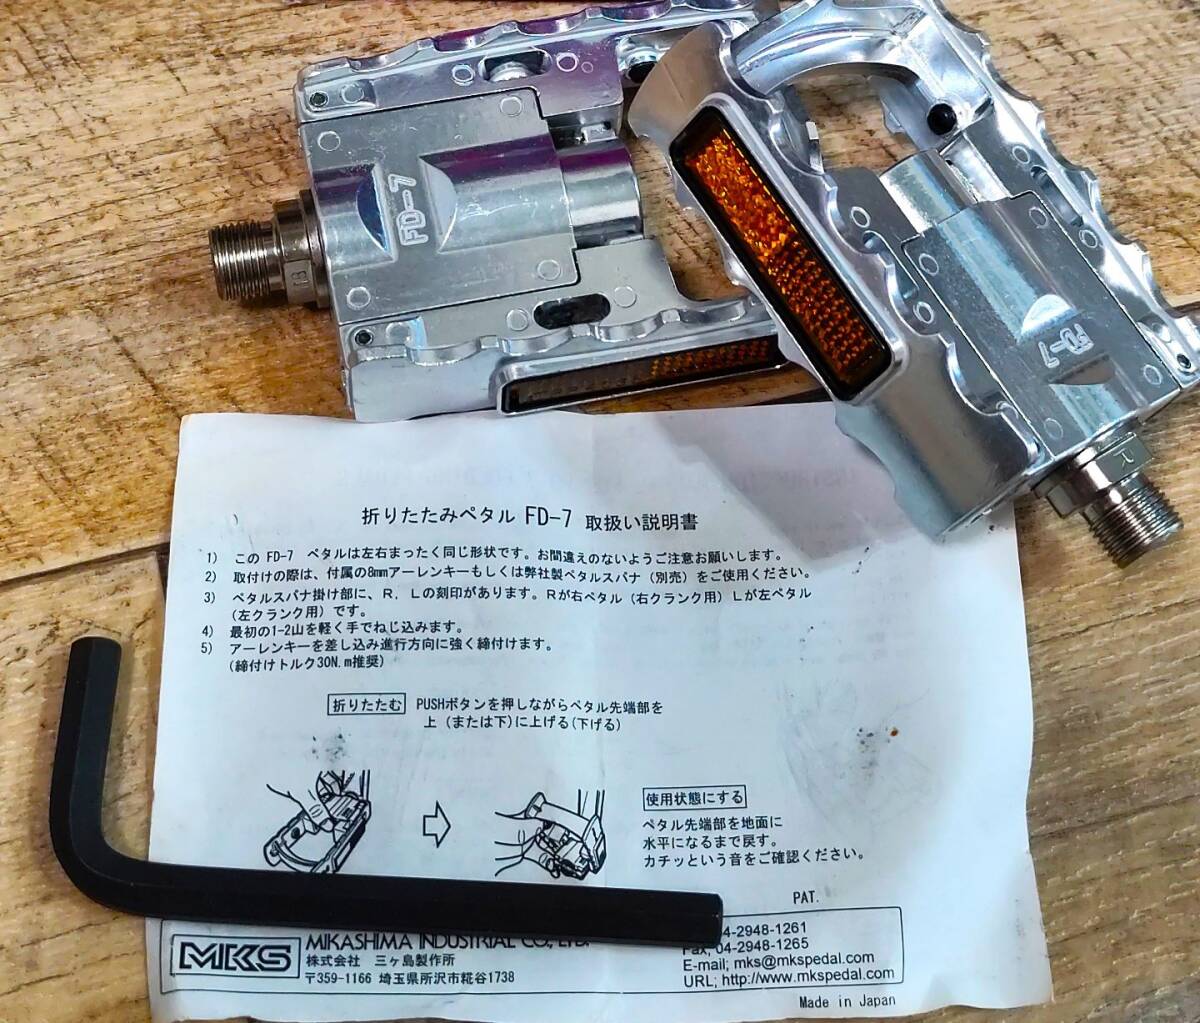 FD-7
FD-7
R
折りたたみペタル FD-7 取扱い説明書
1) この FD-7 ペタルは左右まったく同じ形状です。お間違えのないようご注意お願いします。
2) 取付けの際は、付属の8mmアーレンキーもしくは弊社製ペタルスパナ（別売）をご使用ください。
3) ペタルスパナ掛け部に、Ｒ，Ｌの刻印があります。Ｒが右ペタル（右クランク用）Ｌが左ペタル
（左クランク用）です。
4) 最初の1-2山を軽く手でねじ込みます。
5) アーレンキーを差し込み進行方向に強く締付けます。
（締付けトルク30N.m推奨）
折りたたむ PUSHボタンを押しながらペタル先端部を
上（または下）に上げる（下げる）
使用状態にする
ペタル先端部を地面に
水平になるまで戻す。
カチッという音をご確認ください。
PAT.
MKS
MIKASHIMA INDUSTRIAL CO., LTD.
株式会社 三ヶ島製作所
〒359-1166 埼玉県所沢市糀谷1738
04-2948-1261
Fax; 04-2948-1265
E-mail; mks@mkspedal.com
URL; http://www.mkspedal.com
Made in Japan